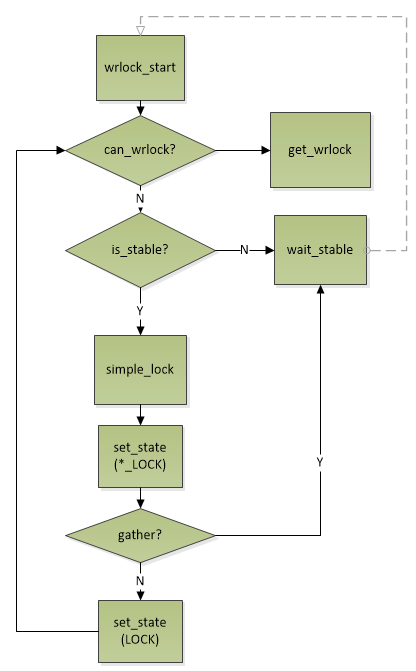 wrlock_start
can_wrlock?
get_wrlock
N
is_stable?
N
wait_stable
Y
simple_lock
set_state
(*_LOCK)
Y
gather?
N
set_state
(LOCK)